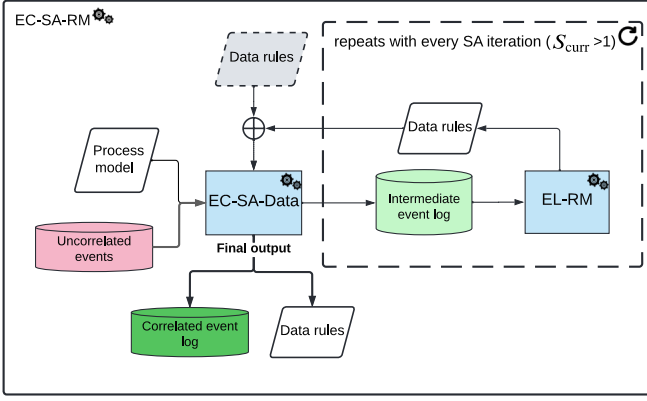 EC-SA-RM
repeats with every SA iteration (S_curr >1)
Data rules
Data rules
Process
model
EC-SA-Data
Intermediate
event log
EL-RM
Uncorrelated
events
Final output
Correlated event
log
Data rules